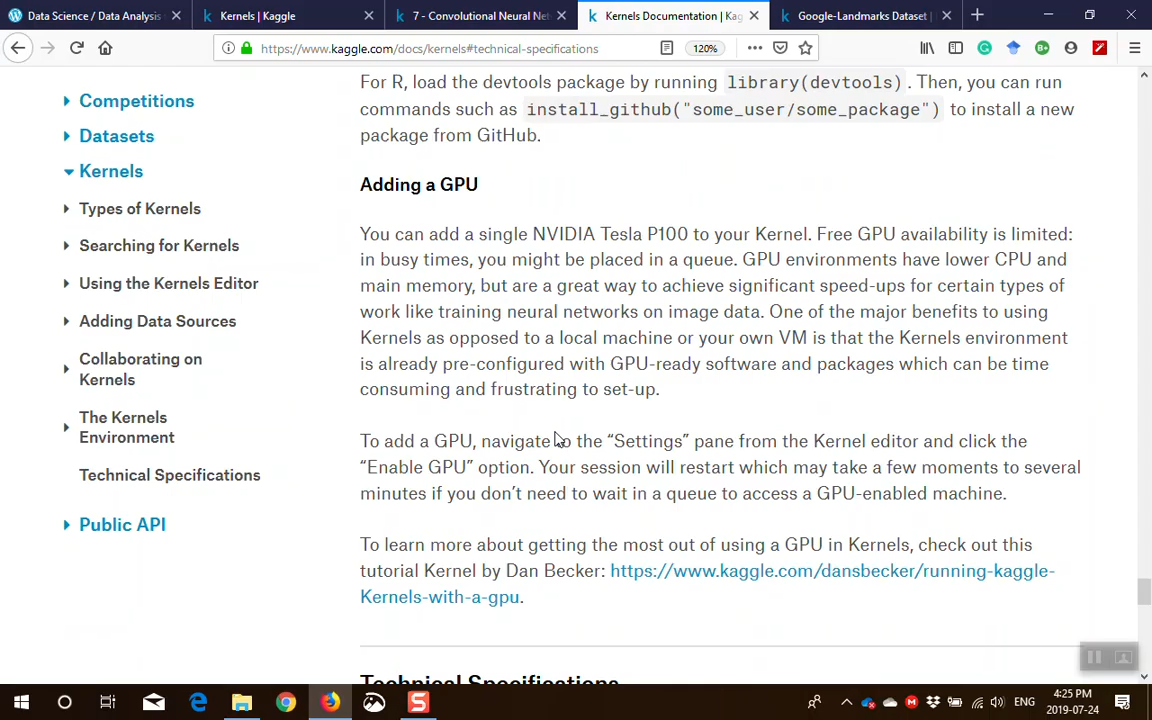 Data Science / Data Analysis
Kernels | Kaggle
7 - Convolutional Neural Net
Kernels Documentation | Kag
Google-Landmarks Dataset |
https://www.kaggle.com/docs/kernels#technical-specifications
120%
Competitions
Datasets
Kernels
Types of Kernels
Searching for Kernels
Using the Kernels Editor
Adding Data Sources
Collaborating on
Kernels
The Kernels
Environment
Technical Specifications
Public API
For R, load the devtools package by running library(devtools) . Then, you can run
commands such as install_github("some_user/some_package") to install a new
package from GitHub.
Adding a GPU
You can add a single NVIDIA Tesla P100 to your Kernel. Free GPU availability is limited:
in busy times, you might be placed in a queue. GPU environments have lower CPU and
main memory, but are a great way to achieve significant speed-ups for certain types of
work like training neural networks on image data. One of the major benefits to using
Kernels as opposed to a local machine or your own VM is that the Kernels environment
is already pre-configured with GPU-ready software and packages which can be time
consuming and frustrating to set-up.
To add a GPU, navigate to the “Settings” pane from the Kernel editor and click the
“Enable GPU” option. Your session will restart which may take a few moments to several
minutes if you don’t need to wait in a queue to access a GPU-enabled machine.
To learn more about getting the most out of using a GPU in Kernels, check out this
tutorial Kernel by Dan Becker: https://www.kaggle.com/dansbecker/running-kaggle-
Kernels-with-a-gpu.
Technical Specifications
ENG
4:25 PM
2019-07-24